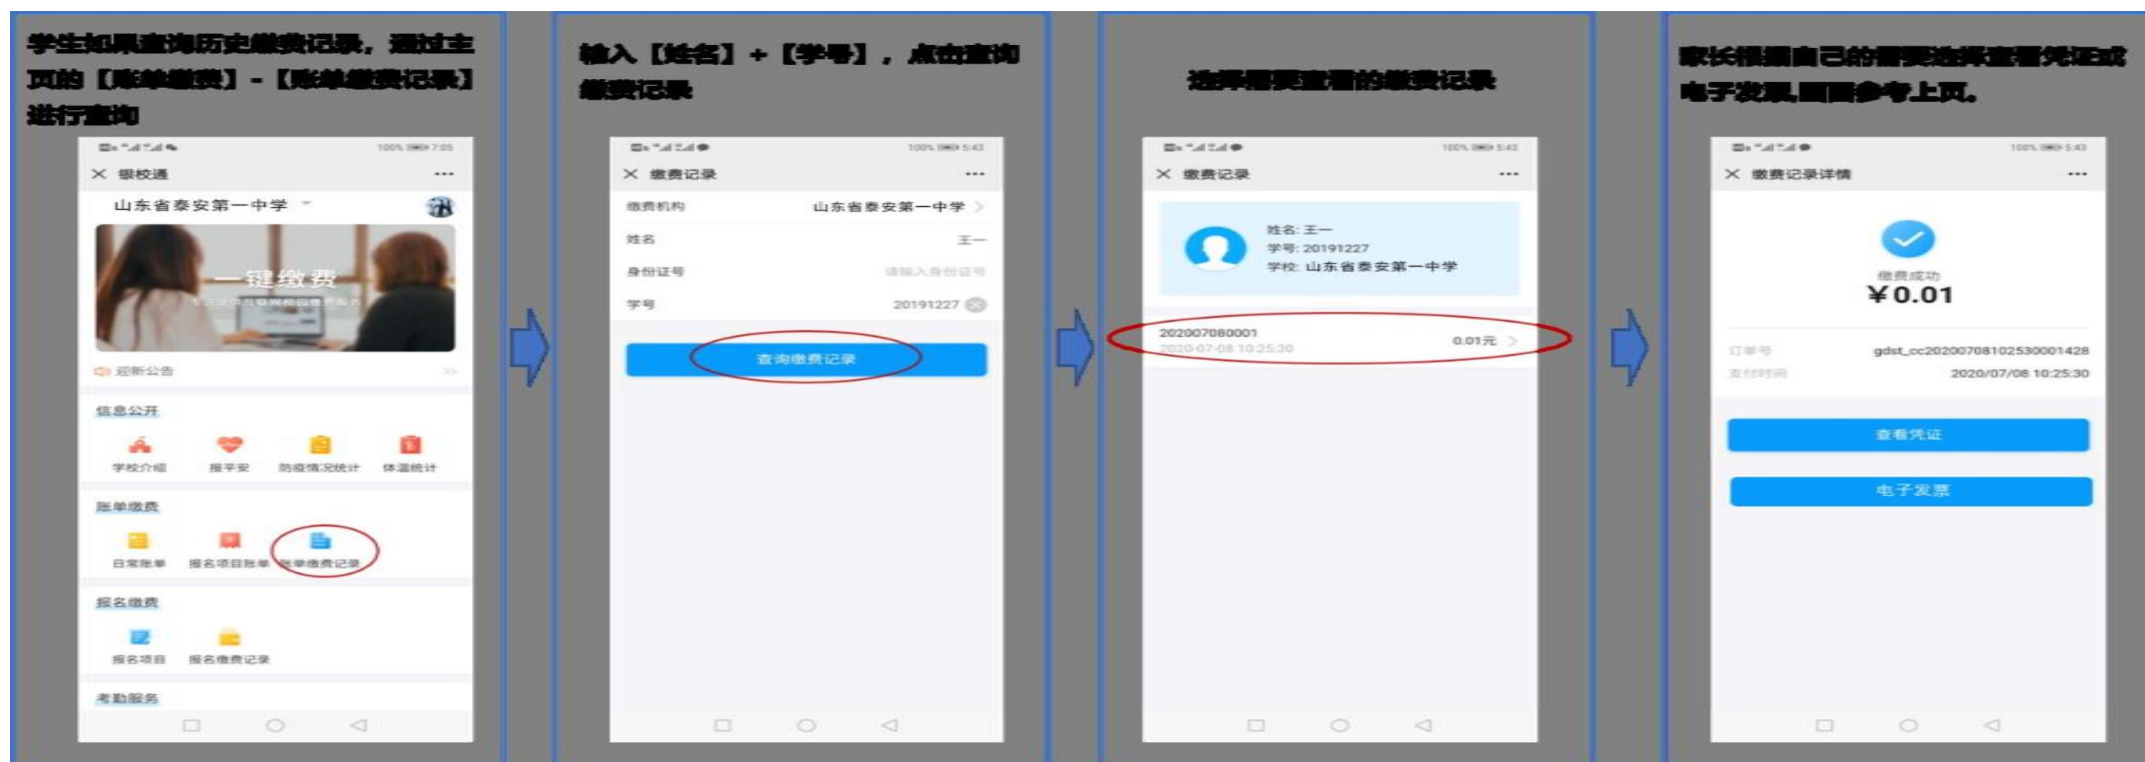 学生如果查询历史缴费记录，通过主
页的【账单缴费】-【账单缴费记录】
进行查询
100% 7:05
银校通
山东省泰安第一中学
一键缴费
迎新公告
信息公开
学校介绍 报平安 防疫情况统计 体温统计
账单缴费
日常账单 报名项目账单 账单缴费记录
报名缴费
报名项目 报名缴费记录
考勤服务
输入【姓名】+【学号】，点击查询
缴费记录
100% 5:43
缴费记录
缴费机构 山东省泰安第一中学
姓名 王一
身份证号 请输入身份证号
学号 20191227
查询缴费记录
选择需要查看的缴费记录
100% 5:43
缴费记录
姓名: 王一
学号: 20191227
学校: 山东省泰安第一中学
202007080001
2020-07-08 10:25:30
0.01元
家长根据自己的需要选择查看凭证或
电子发票,画面参考上页。
100% 5:43
缴费记录详情
缴费成功
¥0.01
订单号 gdst_cc20200708102530001428
支付时间 2020/07/08 10:25:30
查看凭证
电子发票